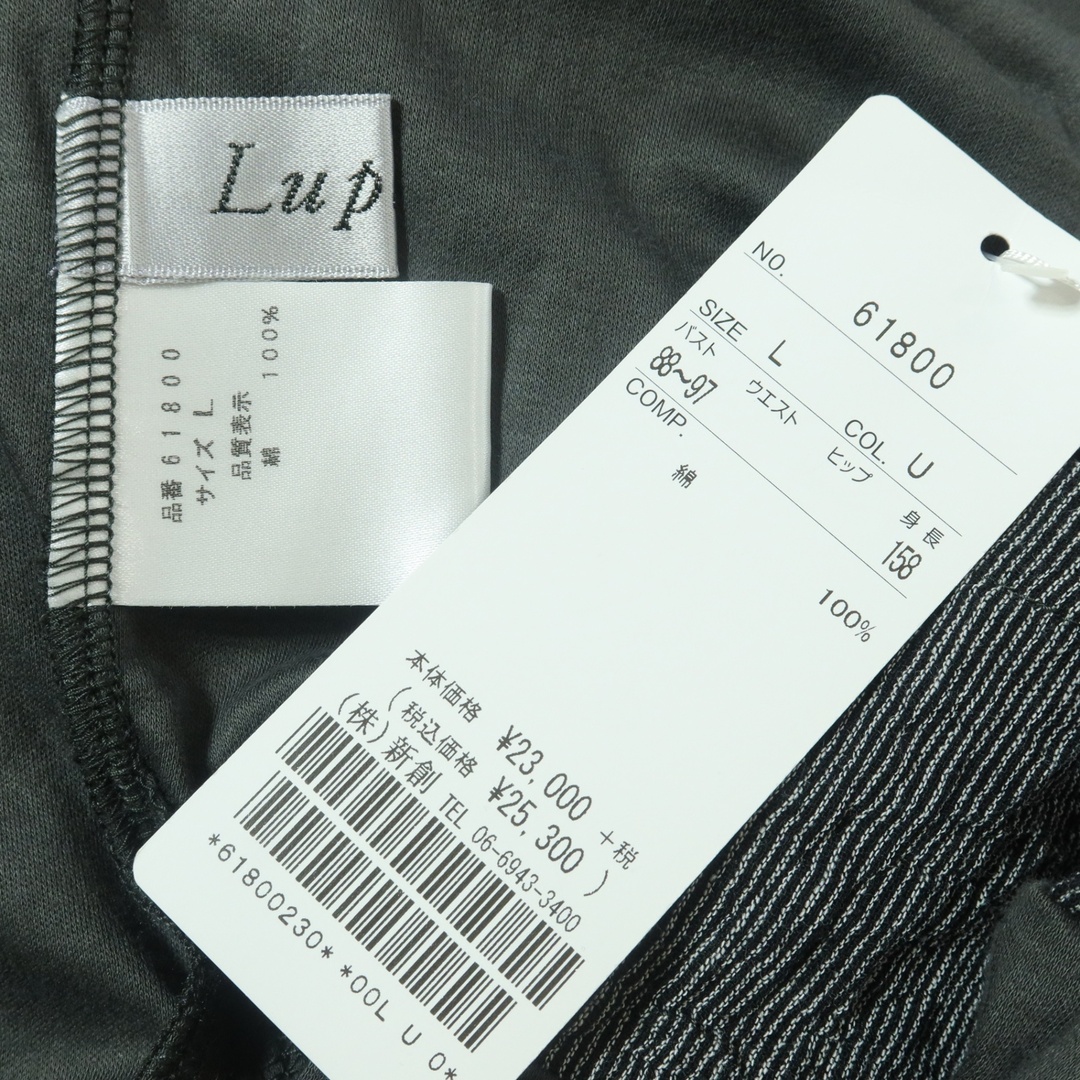 Lup
品番 61800
サイズ L
品質表示
綿 100%
NO. 61800
SIZE L COL. U
バスト ウエスト ヒップ 身長
88~97 158
COMP.
綿 100%
本体価格 ¥23,000 +税
(税込価格 ¥25,300 )
(株)新創 TEL 06-6943-3400
*61800230* *00L U 0*